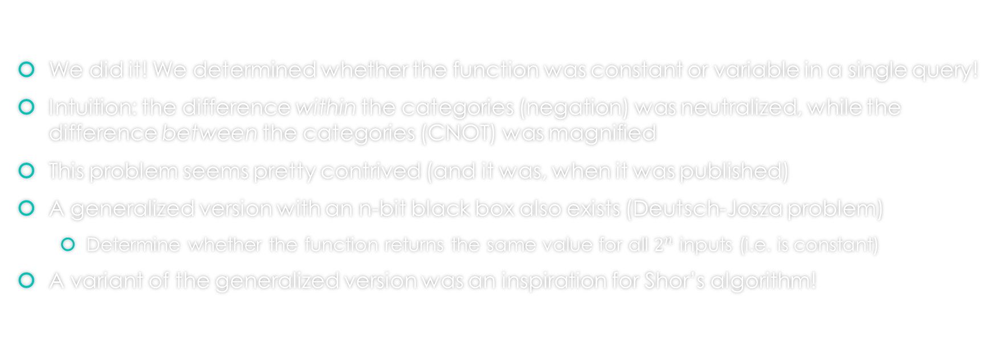 We did it! We determined whether the function was constant or variable in a single query!
Intuition: the difference within the categories (negation) was neutralized, while the
difference between the categories (CNOT) was magnified
This problem seems pretty contrived (and it was, when it was published)
A generalized version with an n-bit black box also exists (Deutsch-Josza problem)
Determine whether the function returns the same value for all 2ⁿ inputs (i.e. is constant)
A variant of the generalized version was an inspiration for Shor’s algorithm!